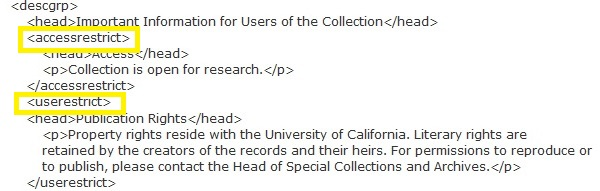 <descgrp>
<head>Important Information for Users of the Collection</head>
<accessrestrict>
<head>Access</head>
<p>Collection is open for research.</p>
</accessrestrict>
<userestrict>
<head>Publication Rights</head>
<p>Property rights reside with the University of California. Literary rights are
retained by the creators of the records and their heirs. For permissions to reproduce or
to publish, please contact the Head of Special Collections and Archives.</p>
</userestrict>